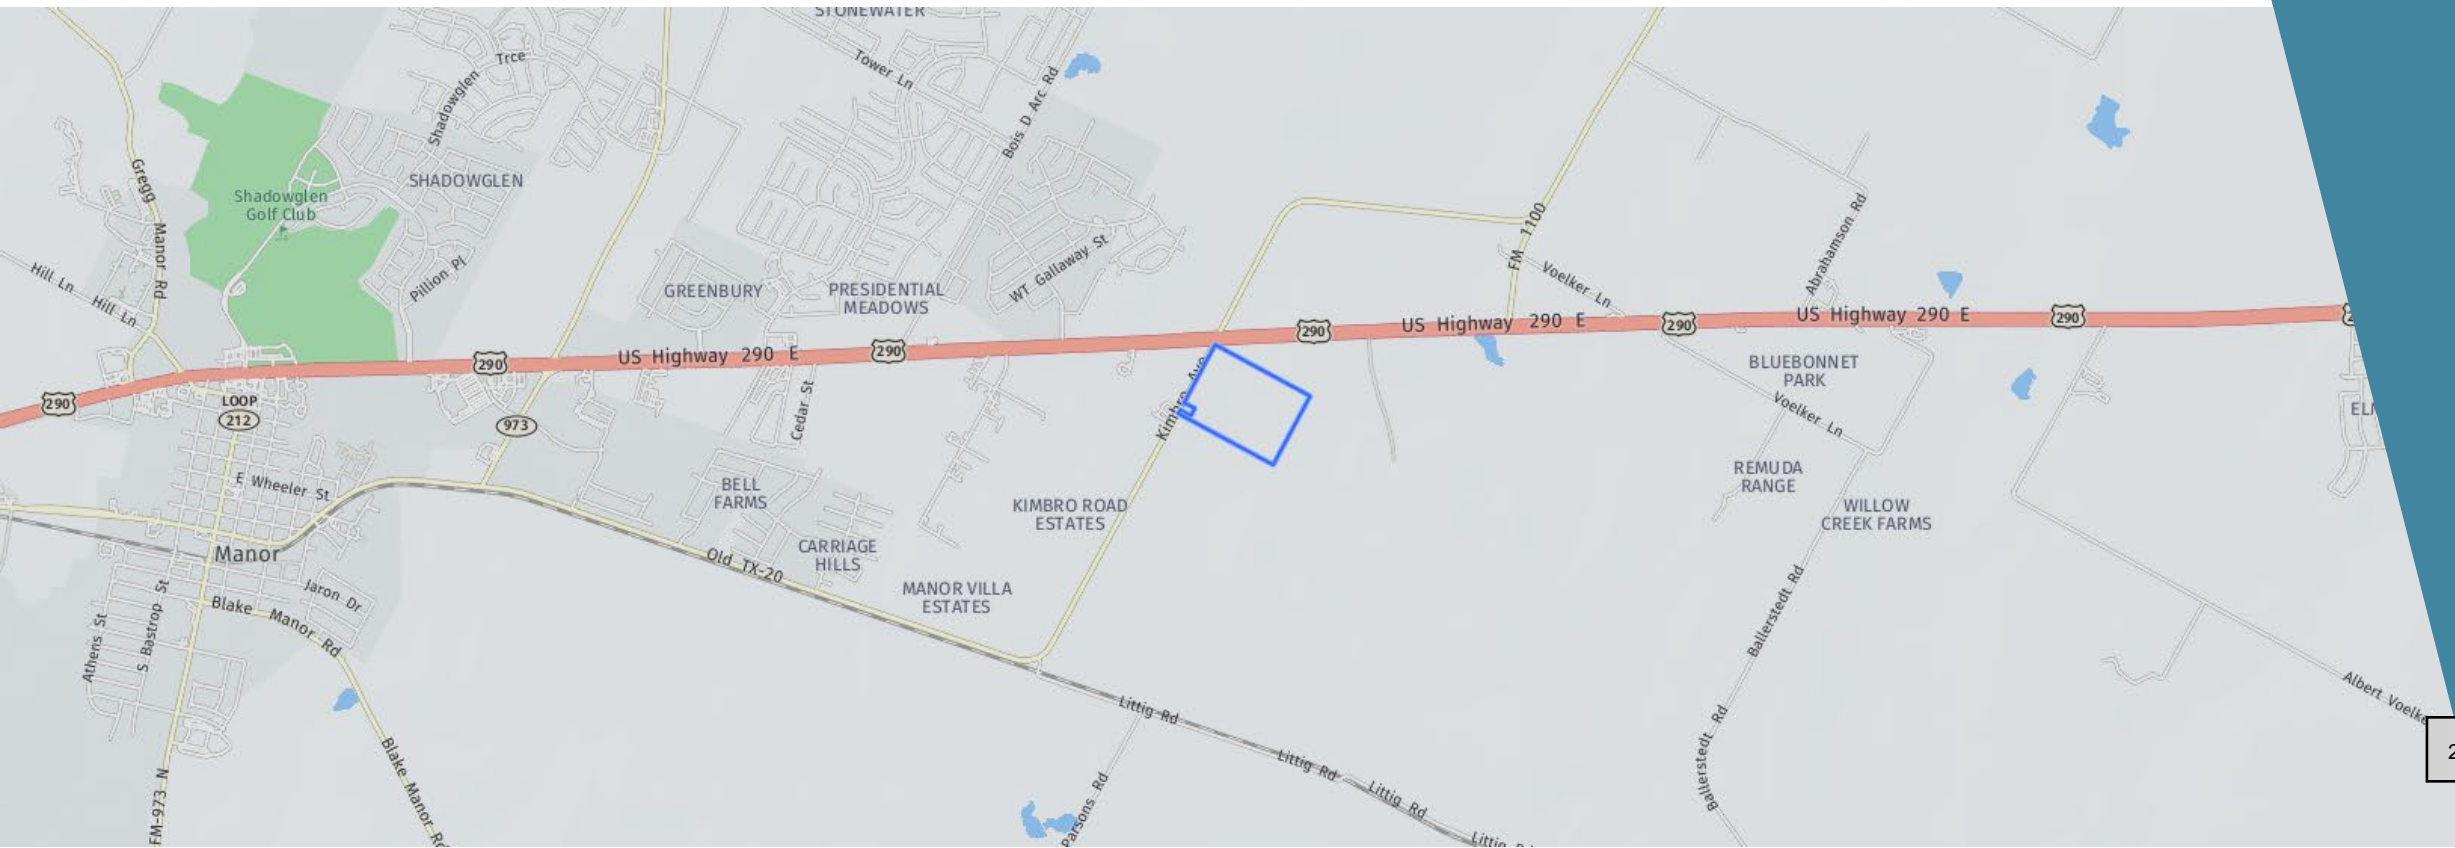 STONEWATER
Trce
Tower Ln
Shadowglen
Bois D Arc Rd
Gregg Manor Rd
SHADOWGLEN
Shadowglen
Golf Club
Abrahamson Rd
FM 1100
WT Gallaway St
Hill Ln
Hill Ln
Pillion Pl
Voelker Ln
GREENBURY
PRESIDENTIAL
MEADOWS
US Highway 290 E
290
US Highway 290 E
290
290
290
US Highway 290 E
290
290
290
Kimbro Ave
BLUEBONNET
PARK
LOOP
212
973
Cedar St
Voelker Ln
E Wheeler St
BELL
FARMS
REMUDA
RANGE
KIMBRO ROAD
ESTATES
WILLOW
CREEK FARMS
Manor
Old TX-20
CARRIAGE
HILLS
MANOR VILLA
ESTATES
Jaron Dr
Blake Manor Rd
Athens St
S Bastrop St
Ballerstedt Rd
Albert Voelke
Littig Rd
Ballerstedt Rd
Littig Rd
Littig Rd
Littig
Blake Manor Rd
FM-973 N
Parsons Rd
2